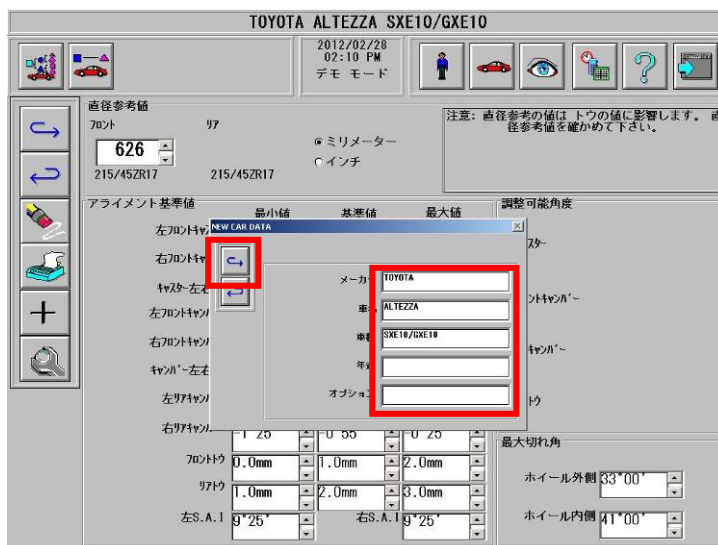 TOYOTA ALTEZZA SXE10/GXE10
2012/02/28
02:10 PM
デモ モード
直径参考値
フロント リア
626
215/45ZR17 215/45ZR17
ミリメーター
インチ
注意: 直径参考の値は トウの値に影響します。 直
径参考値を確かめて下さい。
アライメント基準値
最小値 基準値 最大値
左フロントキャ
右フロントキャ
キャスター左右
左フロントキャン
右フロントキャン
キャンバー左
左リアキャン
右リアキャン
-1°25' -0°55' -0°25'
フロントトウ 0.0mm 1.0mm 2.0mm
リアトウ 1.0mm 2.0mm 3.0mm
左S.A.I 9°25' 右S.A.I 9°25'
NEW CAR DATA
メーカー TOYOTA
ALTEZZA
SXE10/GXE10
オプション
調整可能角度
スター
ントキャンバー
キャンバー
トウ
最大切れ角
ホイール外側 33°00'
ホイール内側 41°00'